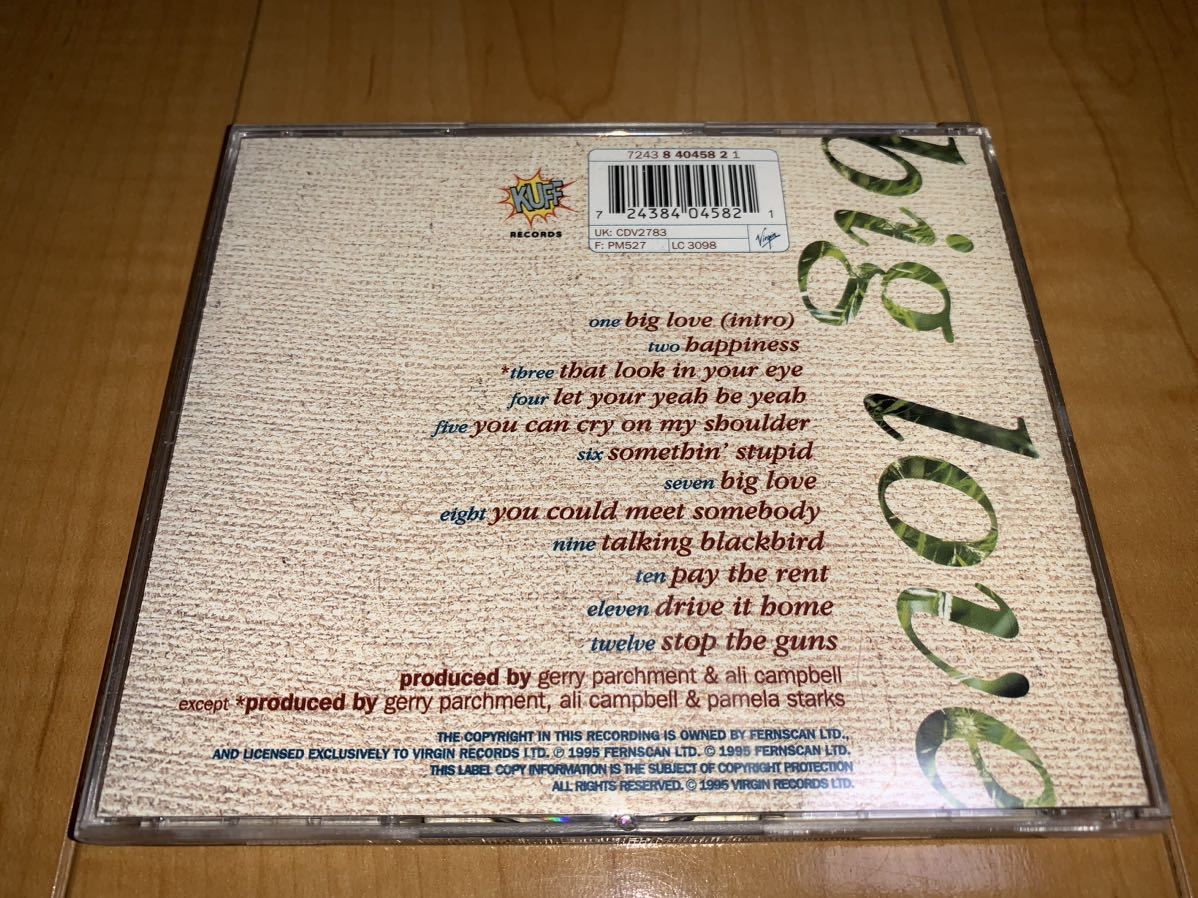 KUFF
RECORDS
7243 8 40458 2 1
7 24384 04582 1
UK: CDV2783
F: PM527 LC 3098
Virgin
big love
one big love (intro)
two happiness
*three that look in your eye
four let your yeah be yeah
five you can cry on my shoulder
six somethin' stupid
seven big love
eight you could meet somebody
nine talking blackbird
ten pay the rent
eleven drive it home
twelve stop the guns
produced by gerry parchment & ali campbell
except *produced by gerry parchment, ali campbell & pamela starks
THE COPYRIGHT IN THIS RECORDING IS OWNED BY FERNSCAN LTD.,
AND LICENSED EXCLUSIVELY TO VIRGIN RECORDS LTD. ℗ 1995 FERNSCAN LTD. © 1995 FERNSCAN LTD.
THIS LABEL COPY INFORMATION IS THE SUBJECT OF COPYRIGHT PROTECTION
ALL RIGHTS RESERVED. © 1995 VIRGIN RECORDS LTD.